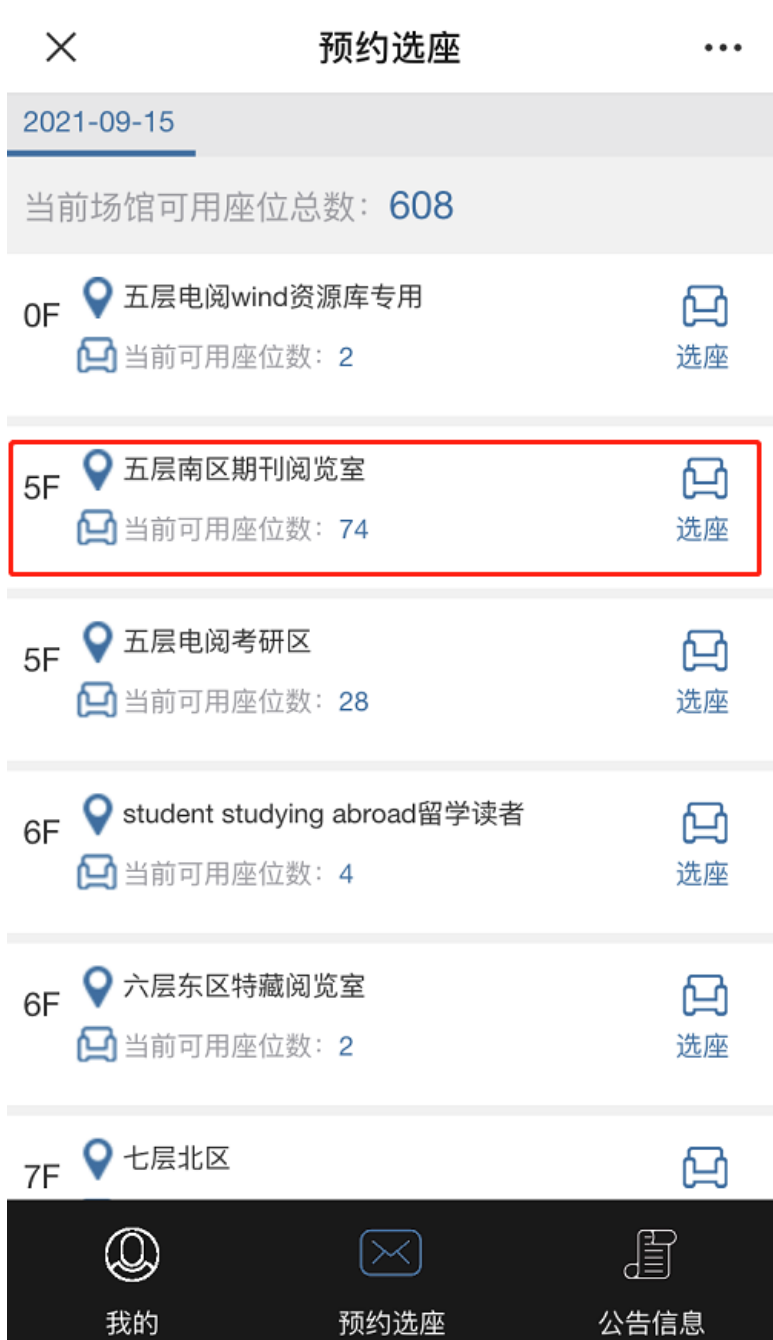 预约选座
2021-09-15
当前场馆可用座位总数：608
0F
五层电阅wind资源库专用
当前可用座位数：2
选座
5F
五层南区期刊阅览室
当前可用座位数：74
选座
5F
五层电阅考研区
当前可用座位数：28
选座
6F
student studying abroad留学读者
当前可用座位数：4
选座
6F
六层东区特藏阅览室
当前可用座位数：2
选座
7F
七层北区
我的
预约选座
公告信息